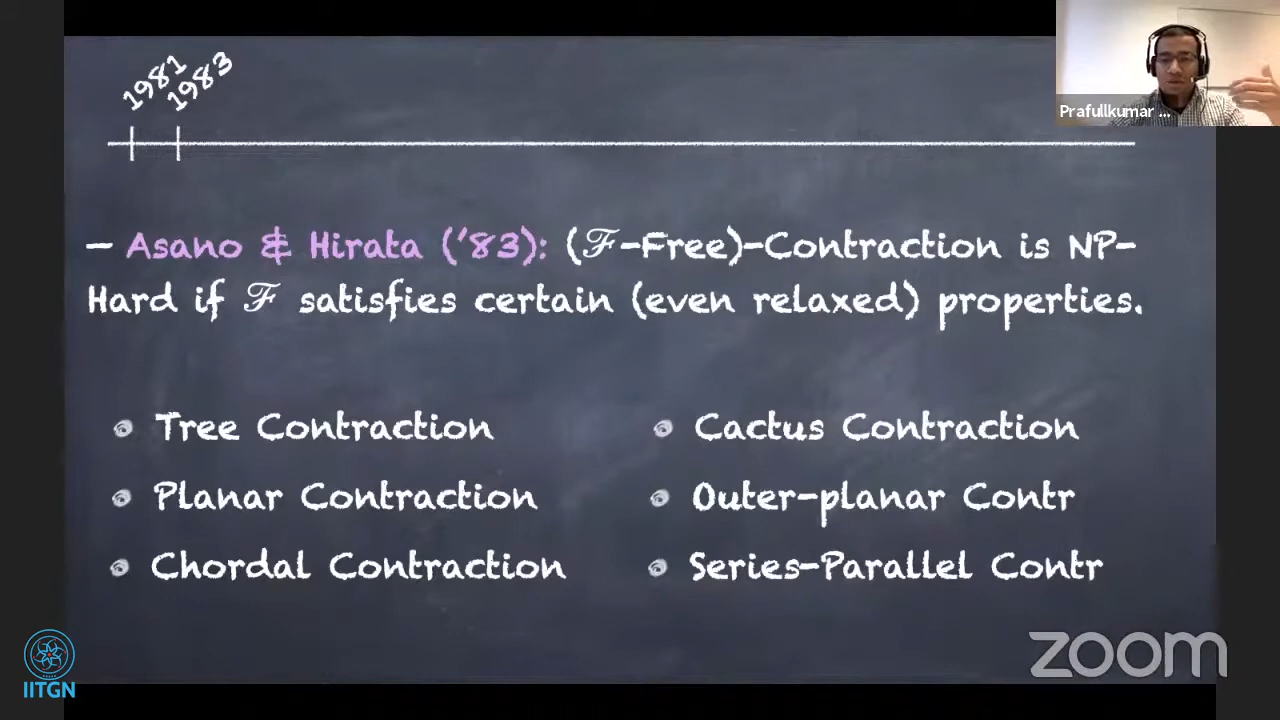 1981
1983
Prafullkumar ...
— Asano & Hirata ('83): (ℱ-Free)-Contraction is NP-
Hard if ℱ satisfies certain (even relaxed) properties.
Tree Contraction
Cactus Contraction
Planar Contraction
Outer-planar Contr
Chordal Contraction
Series-Parallel Contr
zoom
IITGN